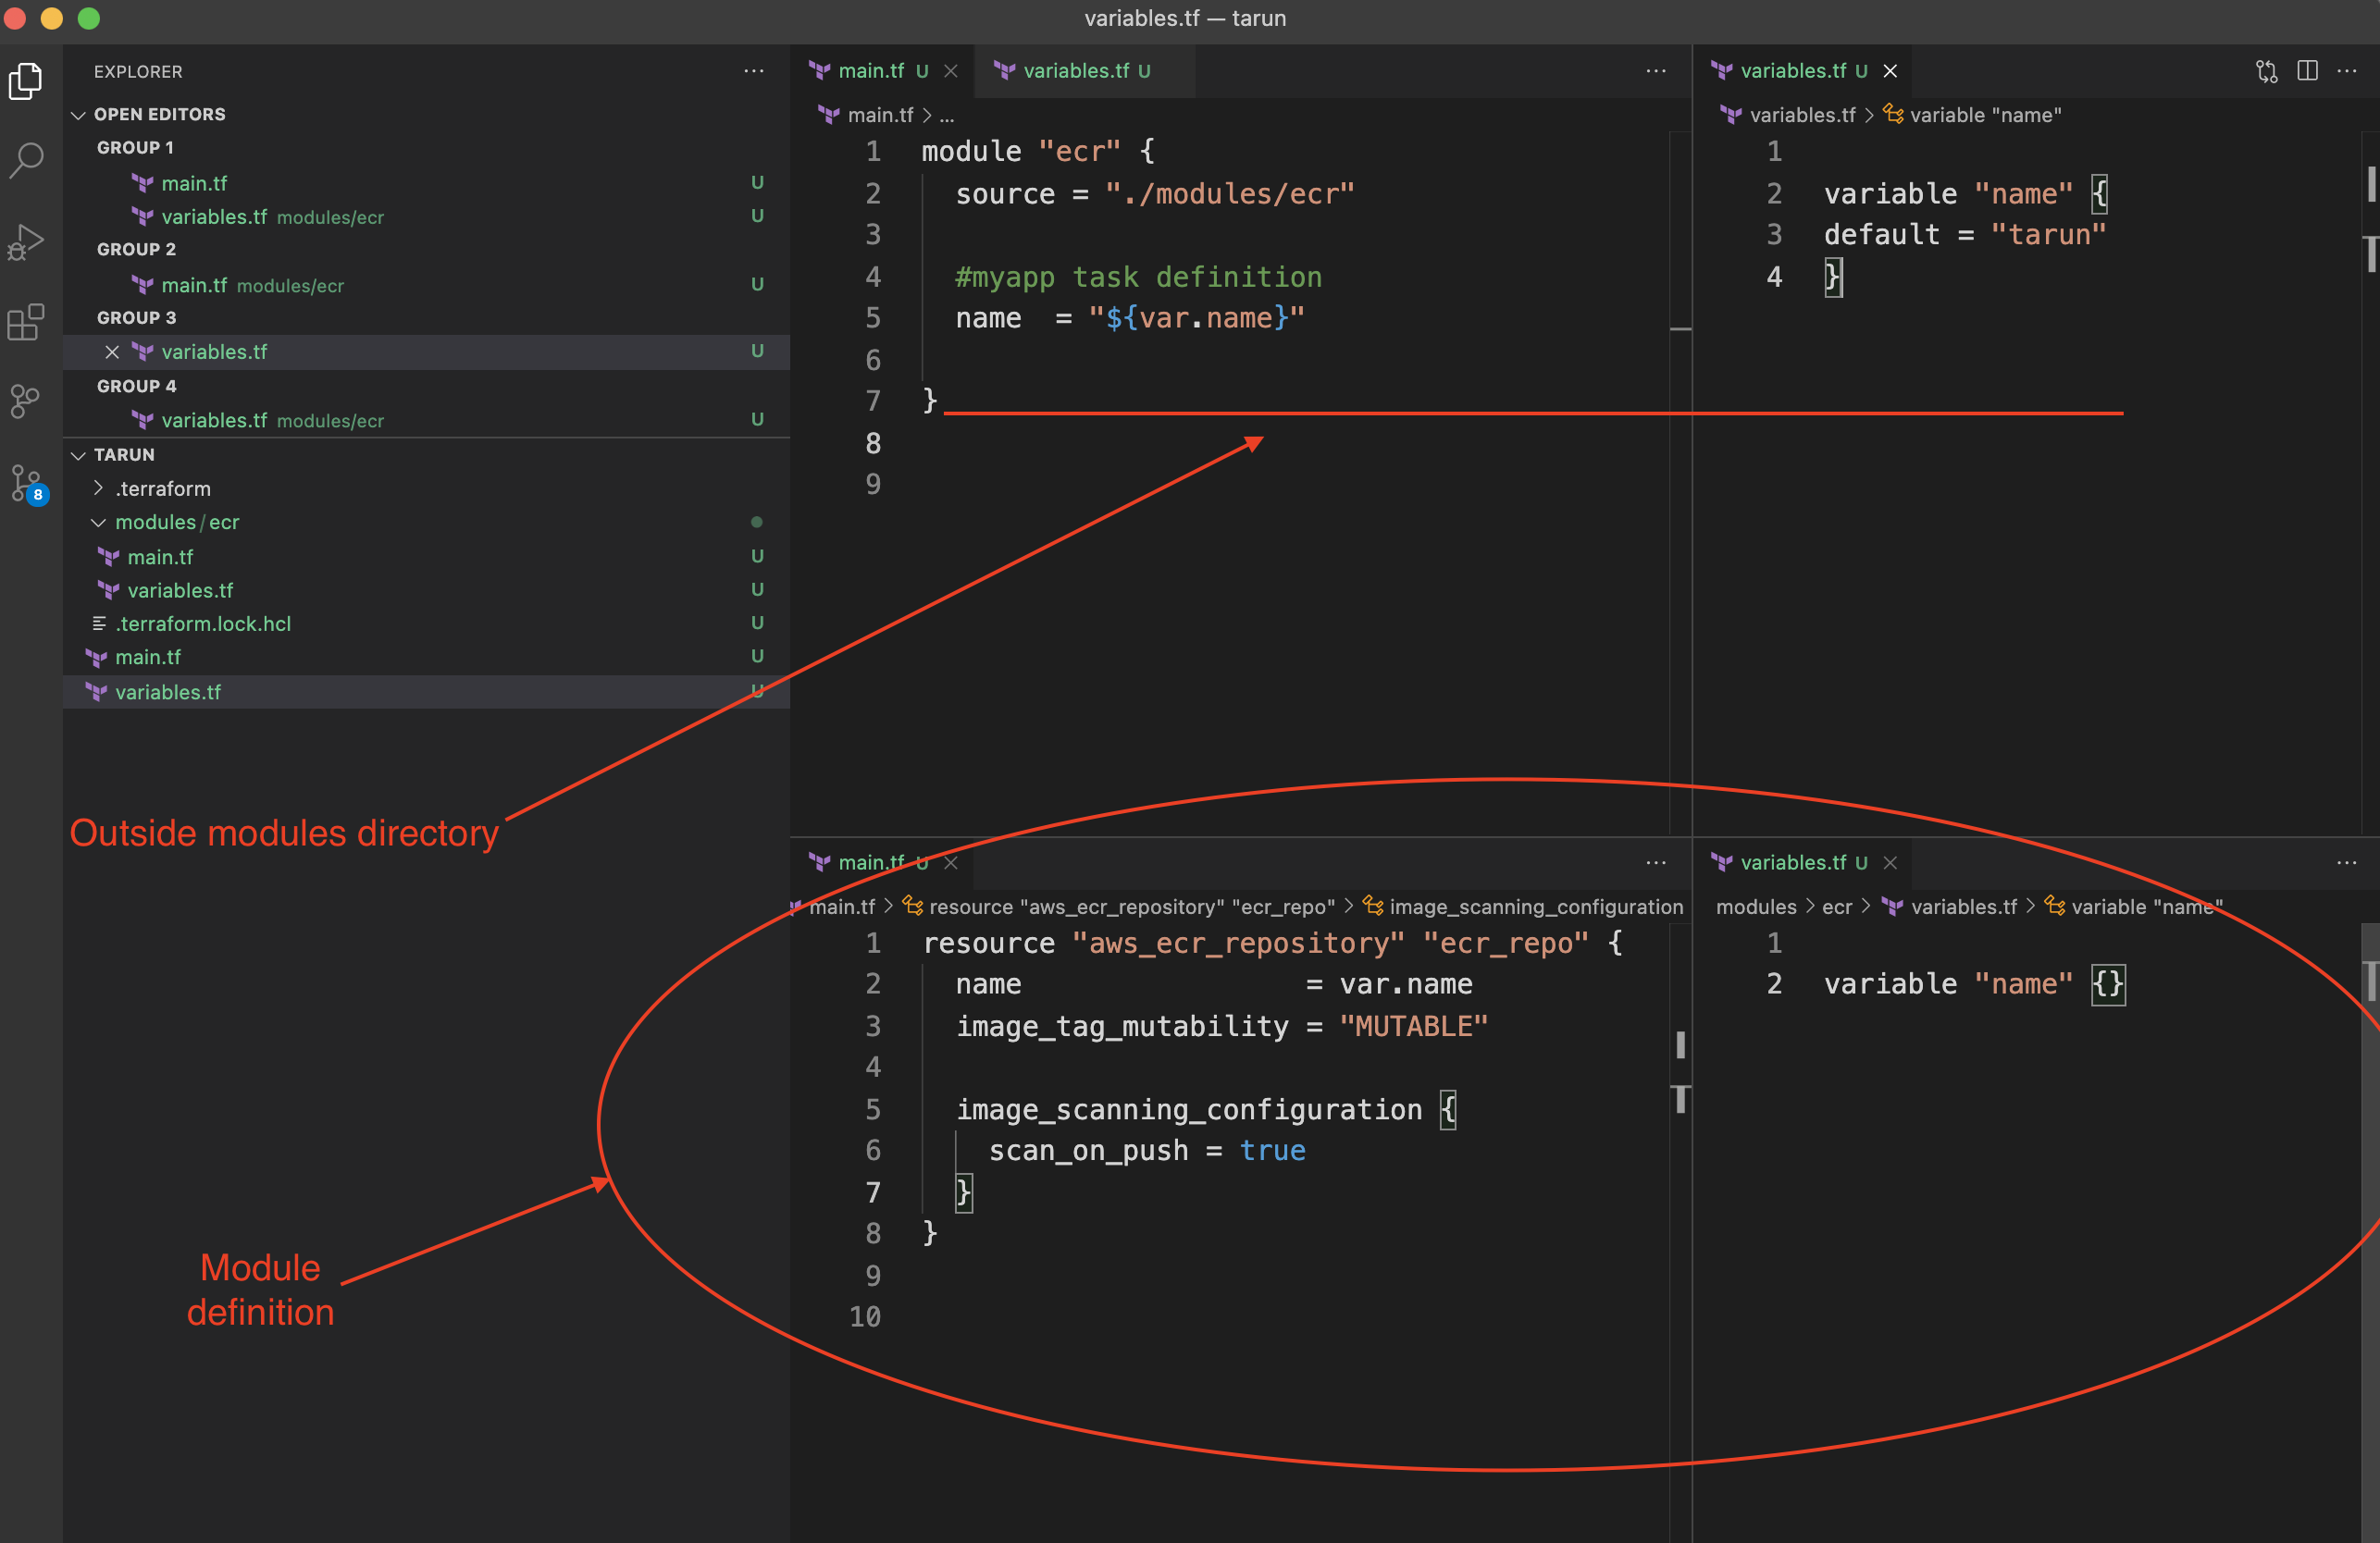 variables.tf — tarun
EXPLORER
OPEN EDITORS
GROUP 1
main.tf U
variables.tf modules/ecr U
GROUP 2
main.tf modules/ecr U
GROUP 3
variables.tf U
GROUP 4
variables.tf modules/ecr U
TARUN
.terraform
modules/ecr
main.tf U
variables.tf U
.terraform.lock.hcl U
main.tf U
variables.tf U
8
Outside modules directory
Module
definition
main.tf U variables.tf U
main.tf > ...
1 module "ecr" {
2 source = "./modules/ecr"
3
4 #myapp task definition
5 name  = "${var.name}"
6
7 }
8
9
variables.tf U
variables.tf > variable "name"
1
2 variable "name" {
3 default = "tarun"
4 }
main.tf U
main.tf > resource "aws_ecr_repository" "ecr_repo" > image_scanning_configuration
1 resource "aws_ecr_repository" "ecr_repo" {
2 name                 = var.name
3 image_tag_mutability = "MUTABLE"
4
5 image_scanning_configuration {
6 scan_on_push = true
7 }
8 }
9
10
variables.tf U
modules > ecr > variables.tf > variable "name"
1
2 variable "name" {}